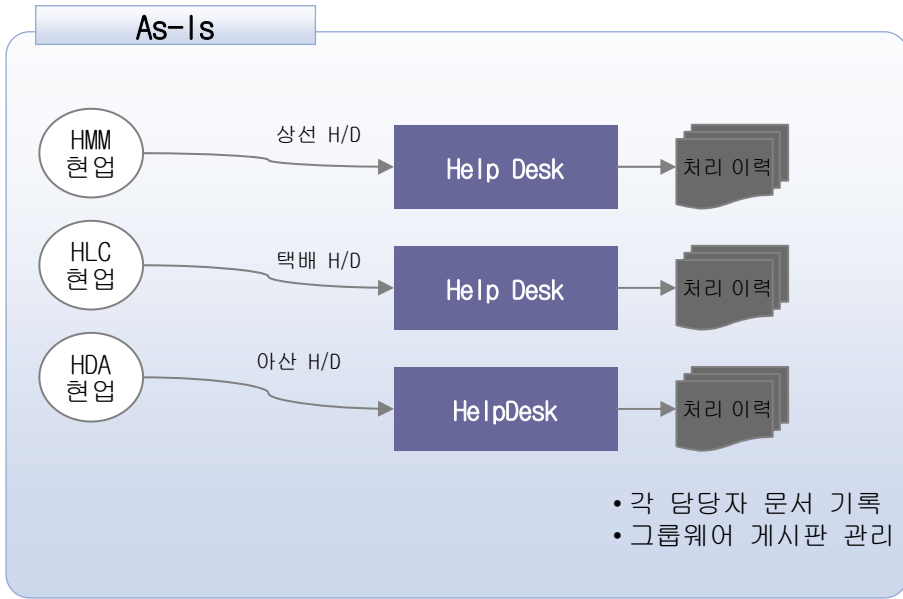 As-Is
HMM
현업
상선 H/D
Help Desk
처리 이력
HLC
현업
택배 H/D
Help Desk
처리 이력
HDA
현업
아산 H/D
HelpDesk
처리 이력
• 각 담당자 문서 기록
• 그룹웨어 게시판 관리